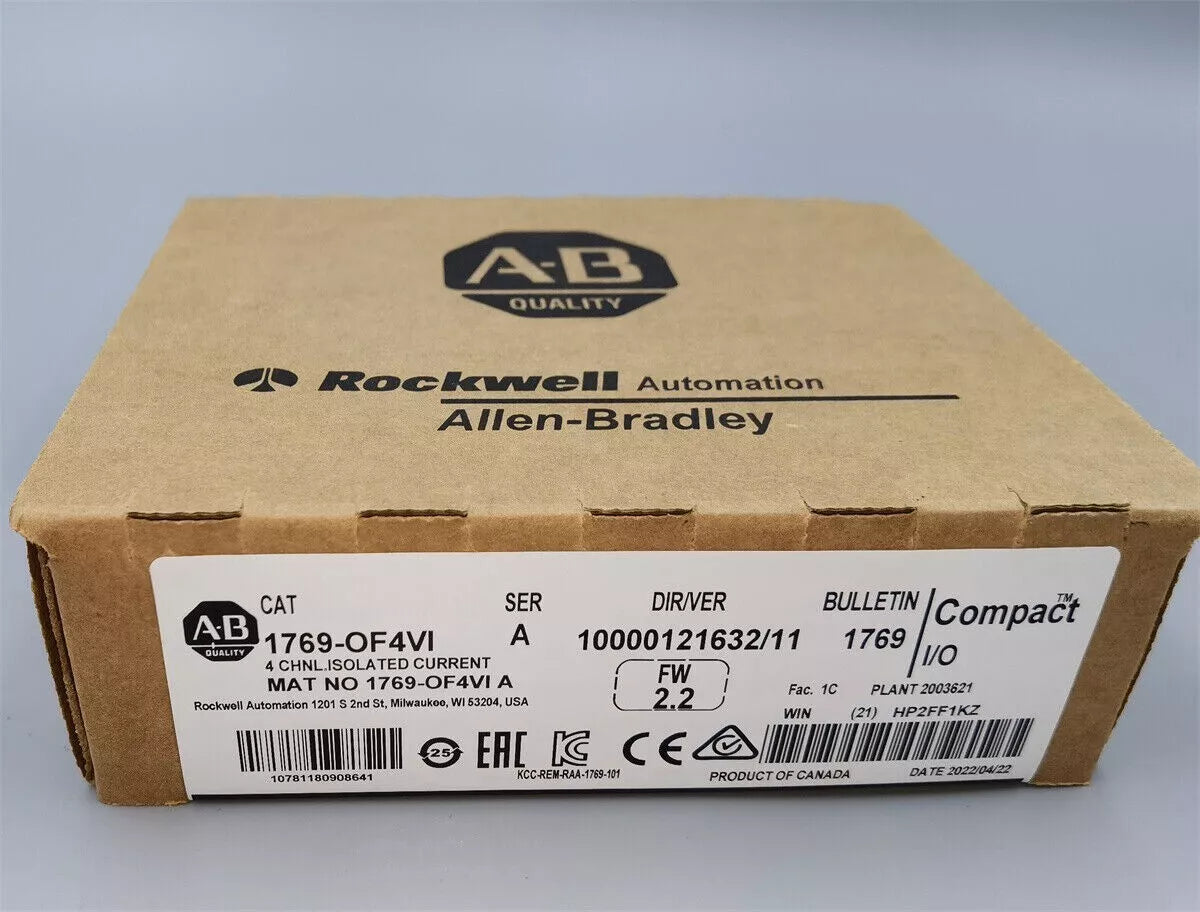 A-B
QUALITY
Rockwell Automation
Allen-Bradley
A-B
QUALITY
CAT SER DIR/VER BULLETIN
1769-OF4VI A 10000121632/11 1769
Compact™
I/O
4 CHNL.ISOLATED CURRENT
MAT NO 1769-OF4VI A
FW
2.2
Fac. 1C PLANT 2003621
Rockwell Automation 1201 S 2nd St, Milwaukee, WI 53204, USA
WIN (21) HP2FF1KZ
10781180908641
25
EAC
KC
KCC-REM-RAA-1769-101
CE
PRODUCT OF CANADA
DATE 2022/04/22